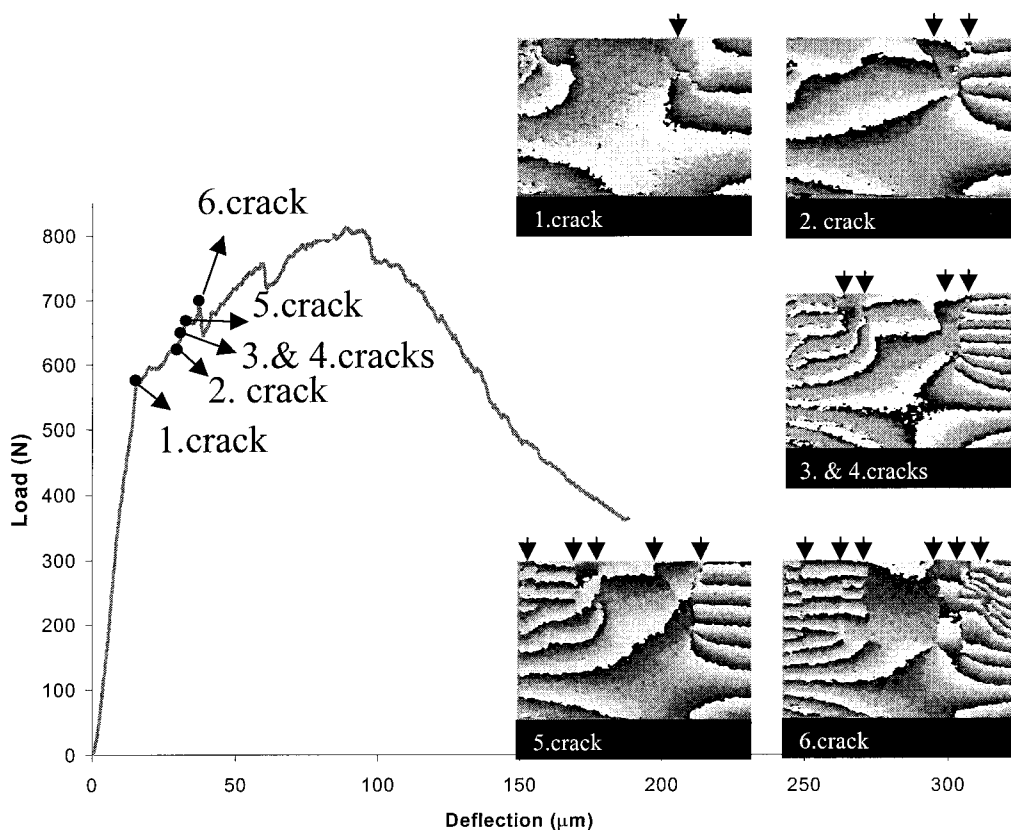 1.crack
2. crack
6.crack
5.crack
3.& 4.cracks
2. crack
1.crack
3. & 4.cracks
5.crack
6.crack
800
700
600
500
400
300
200
100
0
Load (N)
0
50
100
150
200
250
300
Deflection (μm)